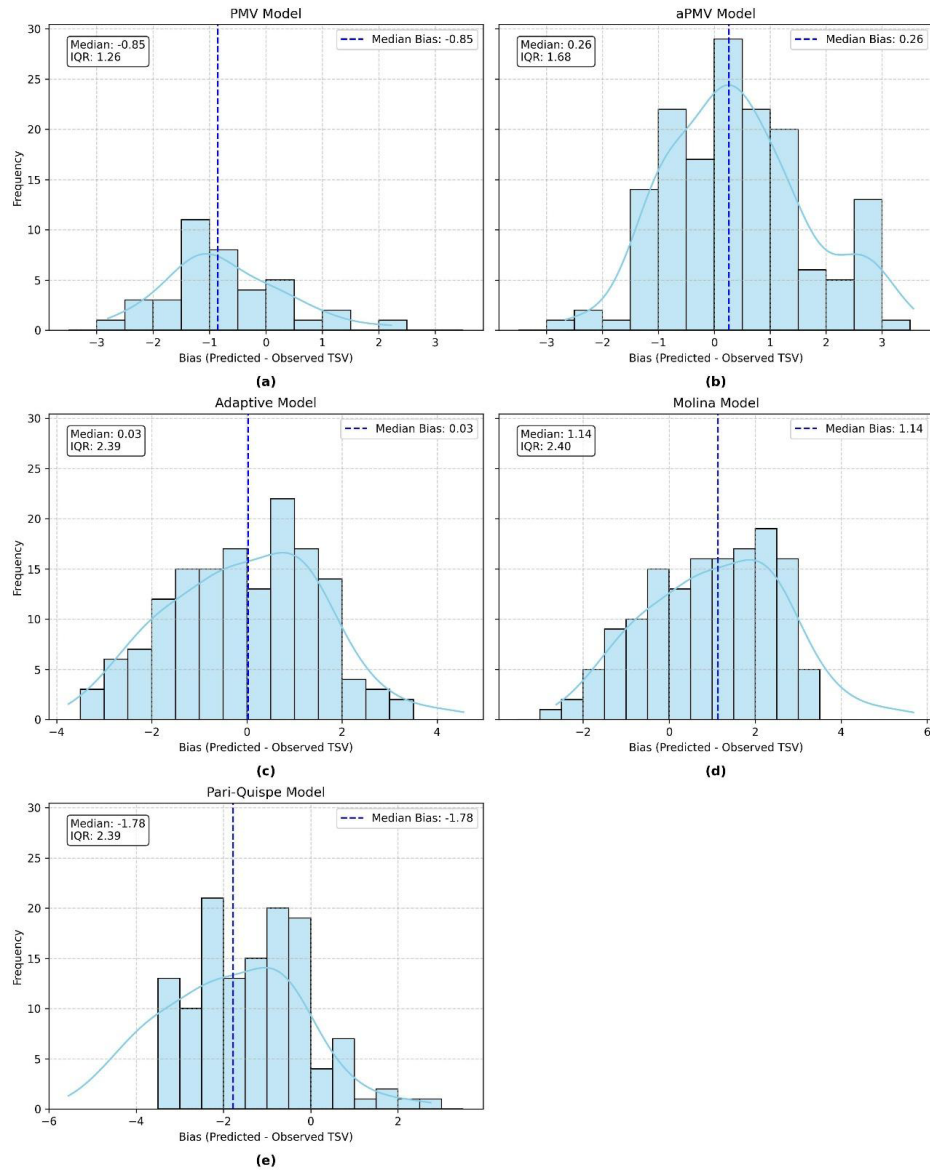 PMV Model
Median: -0.85
IQR: 1.26
Median Bias: -0.85
30
25
20
15
10
5
0
Frequency
−3 −2 −1 0 1 2 3
Bias (Predicted - Observed TSV)
(a)
aPMV Model
Median: 0.26
IQR: 1.68
Median Bias: 0.26
−3 −2 −1 0 1 2 3
Bias (Predicted - Observed TSV)
(b)
Adaptive Model
Median: 0.03
IQR: 2.39
Median Bias: 0.03
30
25
20
15
10
5
0
Frequency
−4 −2 0 2 4
Bias (Predicted - Observed TSV)
(c)
Molina Model
Median: 1.14
IQR: 2.40
Median Bias: 1.14
−2 0 2 4 6
Bias (Predicted - Observed TSV)
(d)
Pari-Quispe Model
Median: -1.78
IQR: 2.39
Median Bias: -1.78
30
25
20
15
10
5
0
Frequency
−6 −4 −2 0 2
Bias (Predicted - Observed TSV)
(e)